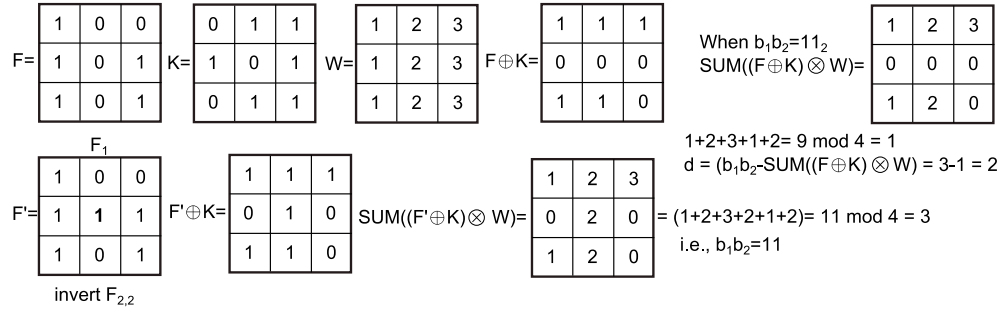 F=
1 0 0
1 0 1
1 0 1
F₁
K=
0 1 1
1 0 1
0 1 1
W=
1 2 3
1 2 3
1 2 3
F⊕K=
1 1 1
0 0 0
1 1 0
When b₁b₂=11₂
SUM((F⊕K)⊗W)=
1 2 3
0 0 0
1 2 0
1+2+3+1+2= 9 mod 4 = 1
d = (b₁b₂-SUM((F⊕K)⊗W) = 3-1 = 2
F'=
1 0 0
1 1 1
1 0 1
invert F₂,₂
F'⊕K=
1 1 1
0 1 0
1 1 0
SUM((F'⊕K)⊗W)=
1 2 3
0 2 0
1 2 0
= (1+2+3+2+1+2)= 11 mod 4 = 3
i.e., b₁b₂=11